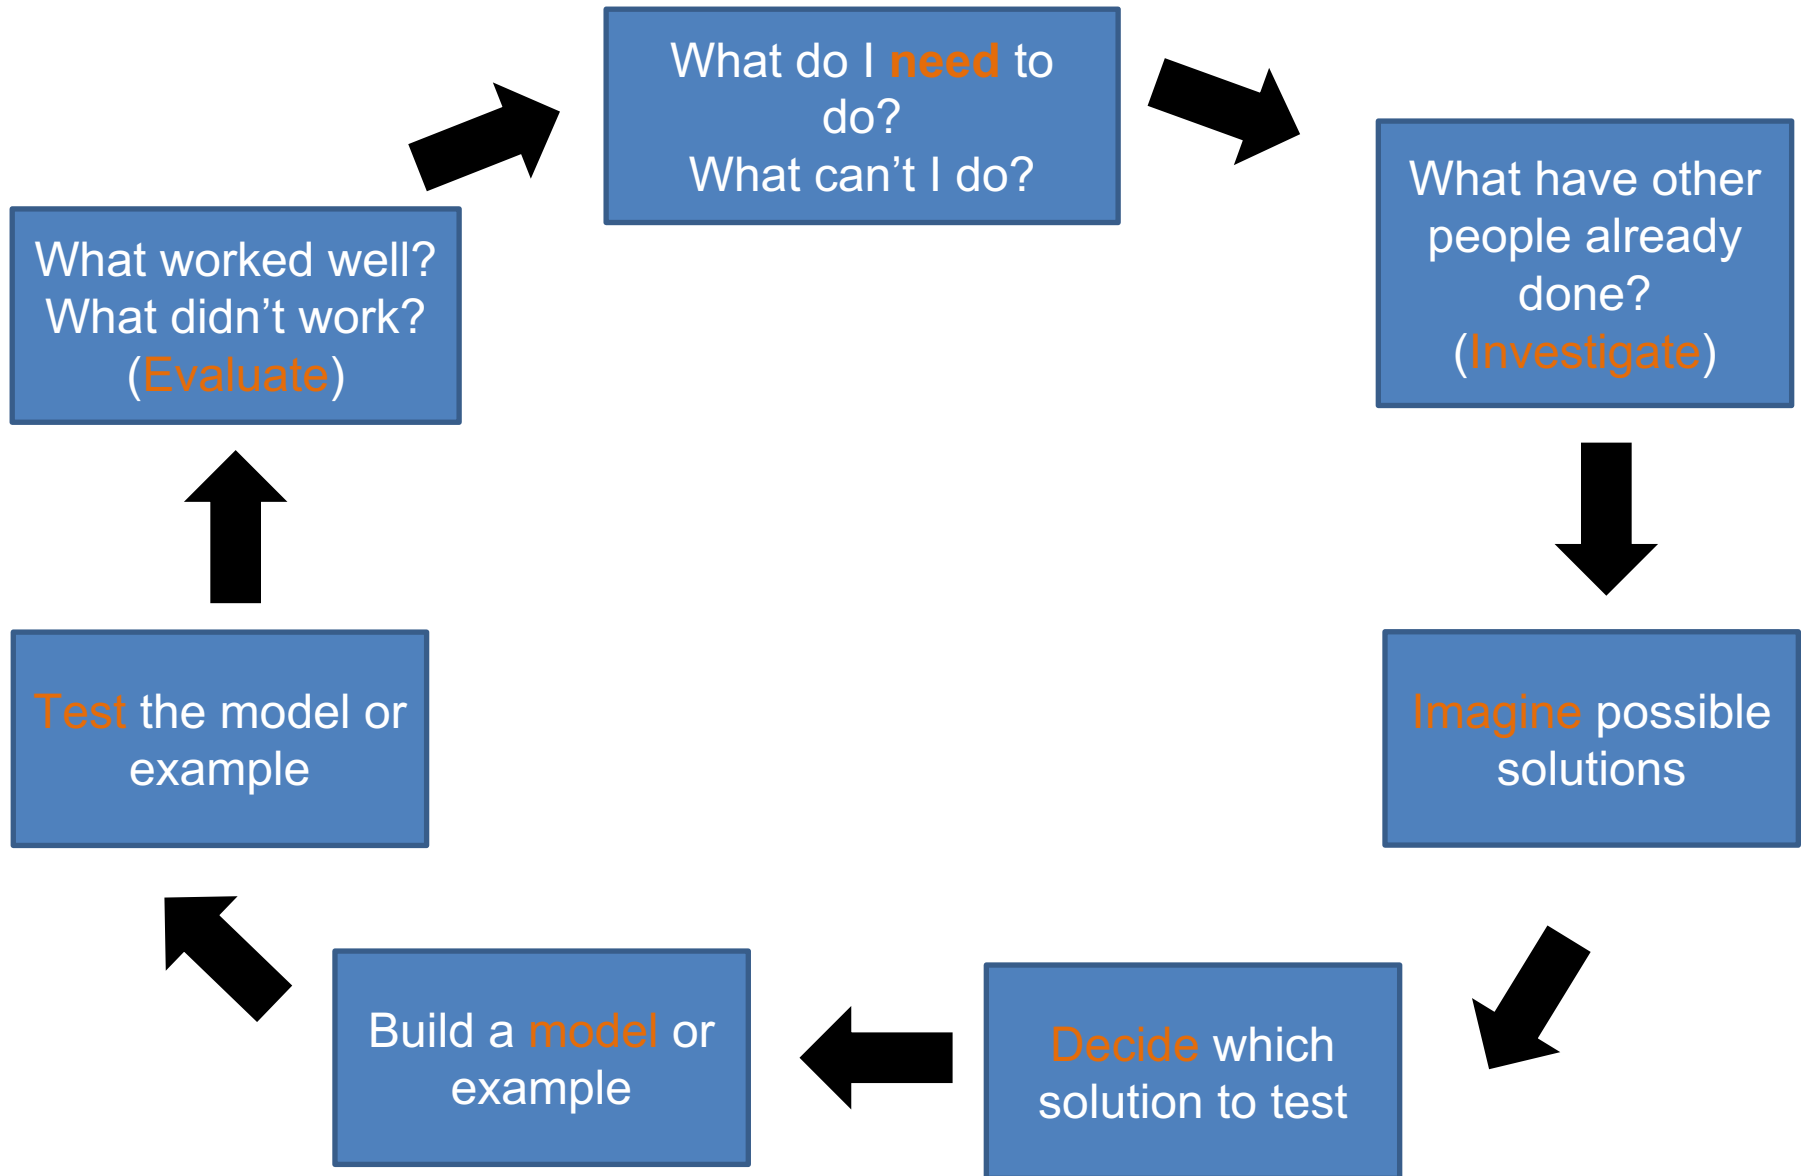 What do I need to
do?
What can’t I do?
What have other
people already
done?
(Investigate)
Imagine possible
solutions
Decide which
solution to test
Build a model or
example
Test the model or
example
What worked well?
What didn’t work?
(Evaluate)